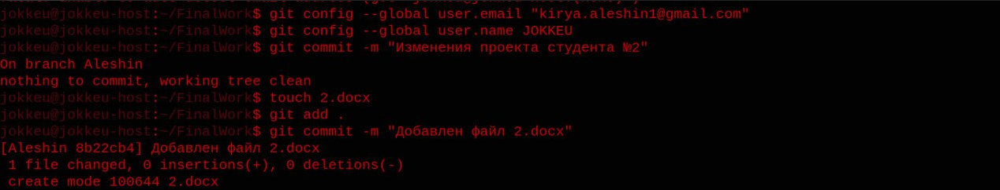 jokkeu@jokkeu-host:~/FinalWork$ git config --global user.email "kirya.aleshin1@gmail.com"
jokkeu@jokkeu-host:~/FinalWork$ git config --global user.name JOKKEU
jokkeu@jokkeu-host:~/FinalWork$ git commit -m "Изменения проекта студента №2"
On branch Aleshin
nothing to commit, working tree clean
jokkeu@jokkeu-host:~/FinalWork$ touch 2.docx
jokkeu@jokkeu-host:~/FinalWork$ git add .
jokkeu@jokkeu-host:~/FinalWork$ git commit -m "Добавлен файл 2.docx"
[Aleshin 8b22cb4] Добавлен файл 2.docx
 1 file changed, 0 insertions(+), 0 deletions(-)
 create mode 100644 2.docx